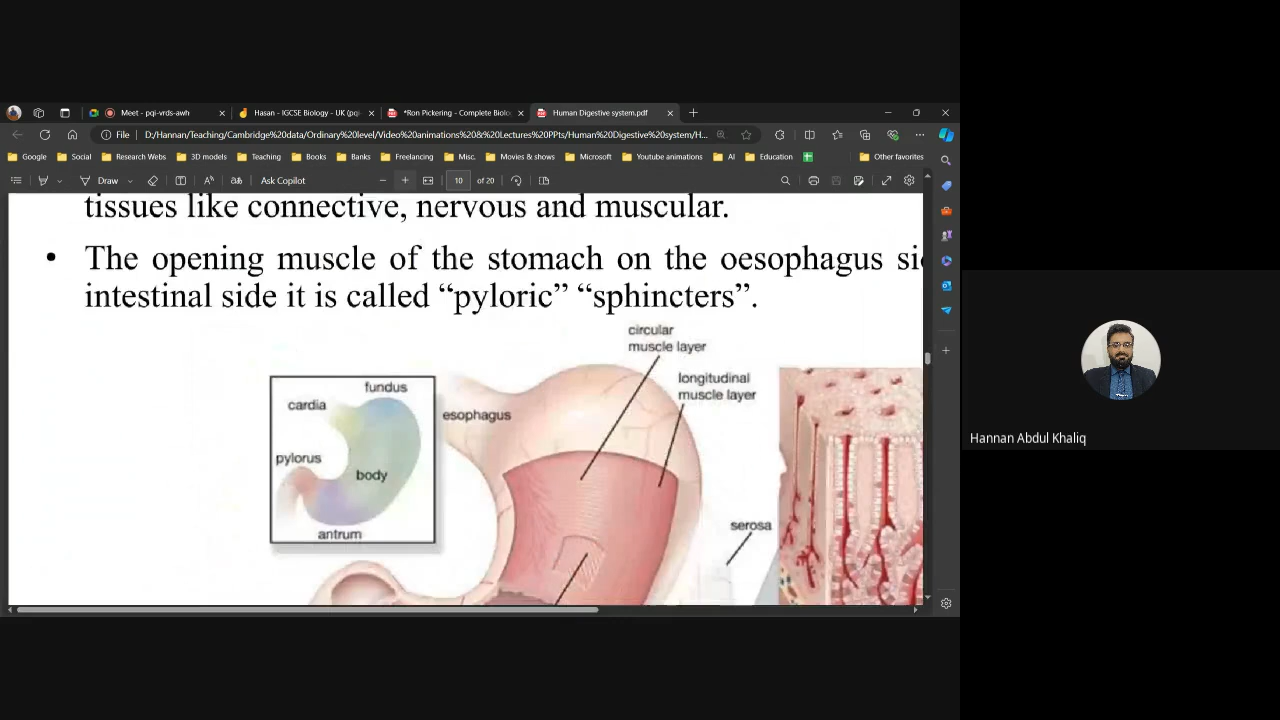 Meet - pqi-vrds-awh
Hasan - IGCSE Biology - UK (pqi
*Ron Pickering - Complete Biolo
Human Digestive system.pdf
File
D:/Hannan/Teaching/Cambridge%20data/Ordinary%20level/Video%20animations%20&%20Lectures%20PPts/Human%20Digestive%20system/H...
Google
Social
Research Webs
3D models
Teaching
Books
Banks
Freelancing
Misc.
Movies & shows
Microsoft
Youtube animations
AI
Education
Other favorites
Draw
Ask Copilot
10 of 20
tissues like connective, nervous and muscular.
• The opening muscle of the stomach on the oesophagus si
intestinal side it is called “pyloric” “sphincters”.
circular
muscle layer
longitudinal
muscle layer
fundus
cardia
esophagus
pylorus
body
antrum
serosa
Hannan Abdul Khaliq